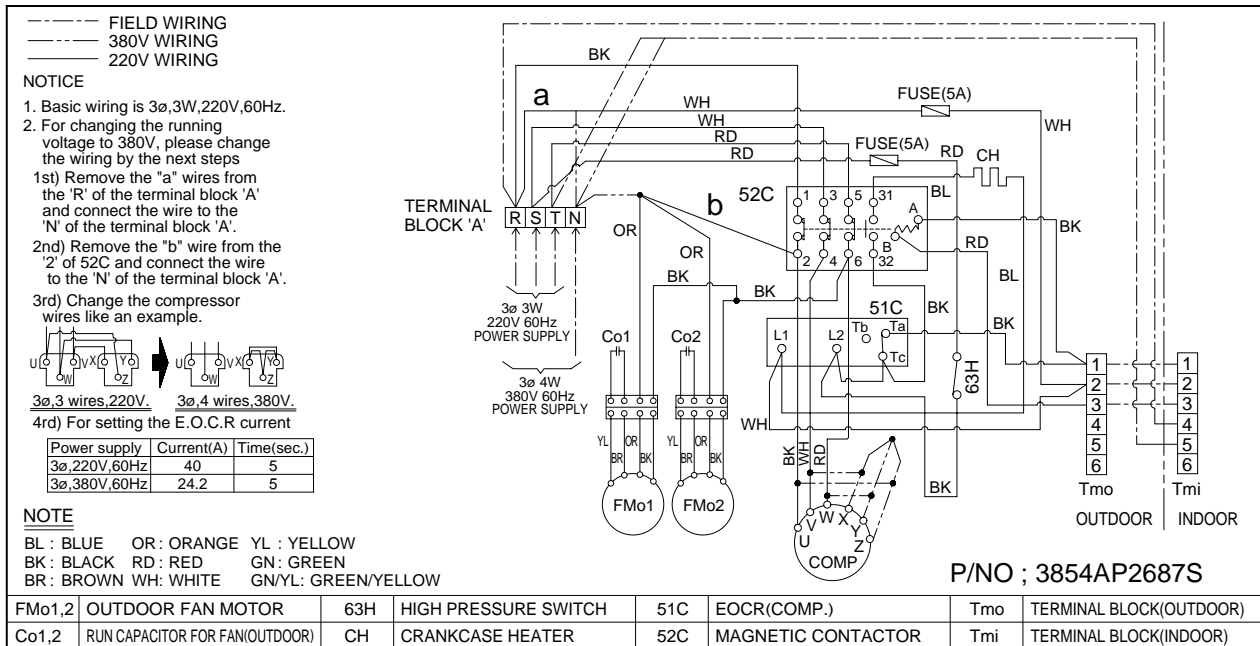 FIELD WIRING
380V WIRING
220V WIRING
NOTICE
1. Basic wiring is 3ø,3W,220V,60Hz.
2. For changing the running
voltage to 380V, please change
the wiring by the next steps
1st) Remove the "a" wires from
the 'R' of the terminal block 'A'
and connect the wire to the
'N' of the terminal block 'A'.
2nd) Remove the "b" wire from the
'2' of 52C and connect the wire
to the 'N' of the terminal block 'A'.
3rd) Change the compressor
wires like an example.
U V X Y W Z
U V X Y W Z
3ø,3 wires,220V. 3ø,4 wires,380V.
4rd) For setting the E.O.C.R current
Power supply Current(A) Time(sec.)
3ø,220V,60Hz 40 5
3ø,380V,60Hz 24.2 5
NOTE
BL : BLUE OR : ORANGE YL : YELLOW
BK : BLACK RD : RED GN : GREEN
BR : BROWN WH: WHITE GN/YL: GREEN/YELLOW
BK
a
WH
WH
RD
RD
FUSE(5A)
FUSE(5A)
RD
CH
WH
TERMINAL
BLOCK 'A'
R S T N
b
52C
1 3 5 31
BL
A
B
2 4 6 32
RD
BK
OR
OR
BK
BK
BK
BL
BK
51C
L1 L2 Tb Ta
Tc
63H
WH
3ø 3W
220V 60Hz
POWER SUPPLY
3ø 4W
380V 60Hz
POWER SUPPLY
Co1 Co2
YL OR YL OR
BR BK BR BK
FMo1 FMo2
BK
WH
RD
BK
U V W X Y Z
COMP
1 1
2 2
3 3
4 4
5 5
6 6
Tmo Tmi
OUTDOOR INDOOR
P/NO ; 3854AP2687S
FMo1,2 OUTDOOR FAN MOTOR 63H HIGH PRESSURE SWITCH 51C EOCR(COMP.) Tmo TERMINAL BLOCK(OUTDOOR)
Co1,2 RUN CAPACITOR FOR FAN(OUTDOOR) CH CRANKCASE HEATER 52C MAGNETIC CONTACTOR Tmi TERMINAL BLOCK(INDOOR)